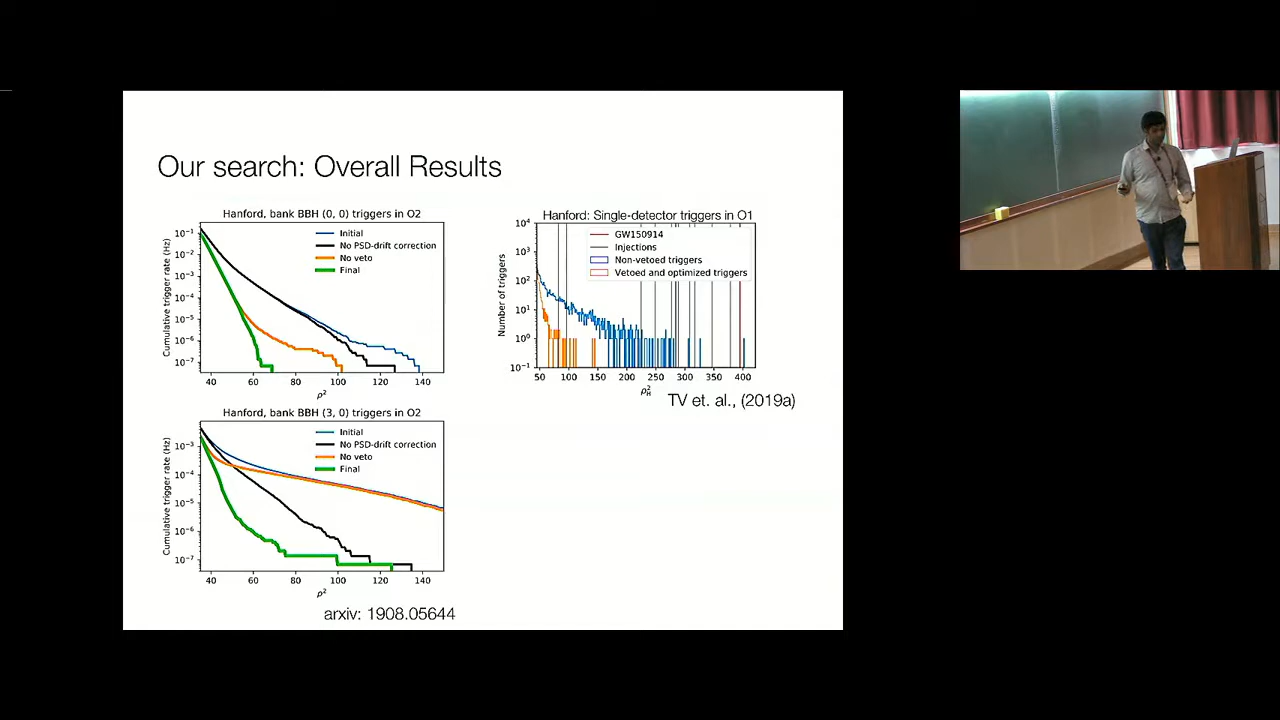 Our search: Overall Results
Hanford, bank BBH (0, 0) triggers in O2
Cumulative trigger rate (Hz)
10⁻¹
10⁻²
10⁻³
10⁻⁴
10⁻⁵
10⁻⁶
10⁻⁷
Initial
No PSD-drift correction
No veto
Final
40 60 80 100 120 140
ρ²
Hanford: Single-detector triggers in O1
Number of triggers
10⁴
10³
10²
10¹
10⁰
10⁻¹
GW150914
Injections
Non-vetoed triggers
Vetoed and optimized triggers
50 100 150 200 250 300 350 400
ρ²H
TV et. al., (2019a)
Hanford, bank BBH (3, 0) triggers in O2
Cumulative trigger rate (Hz)
10⁻³
10⁻⁴
10⁻⁵
10⁻⁶
10⁻⁷
Initial
No PSD-drift correction
No veto
Final
40 60 80 100 120 140
ρ²
arxiv: 1908.05644